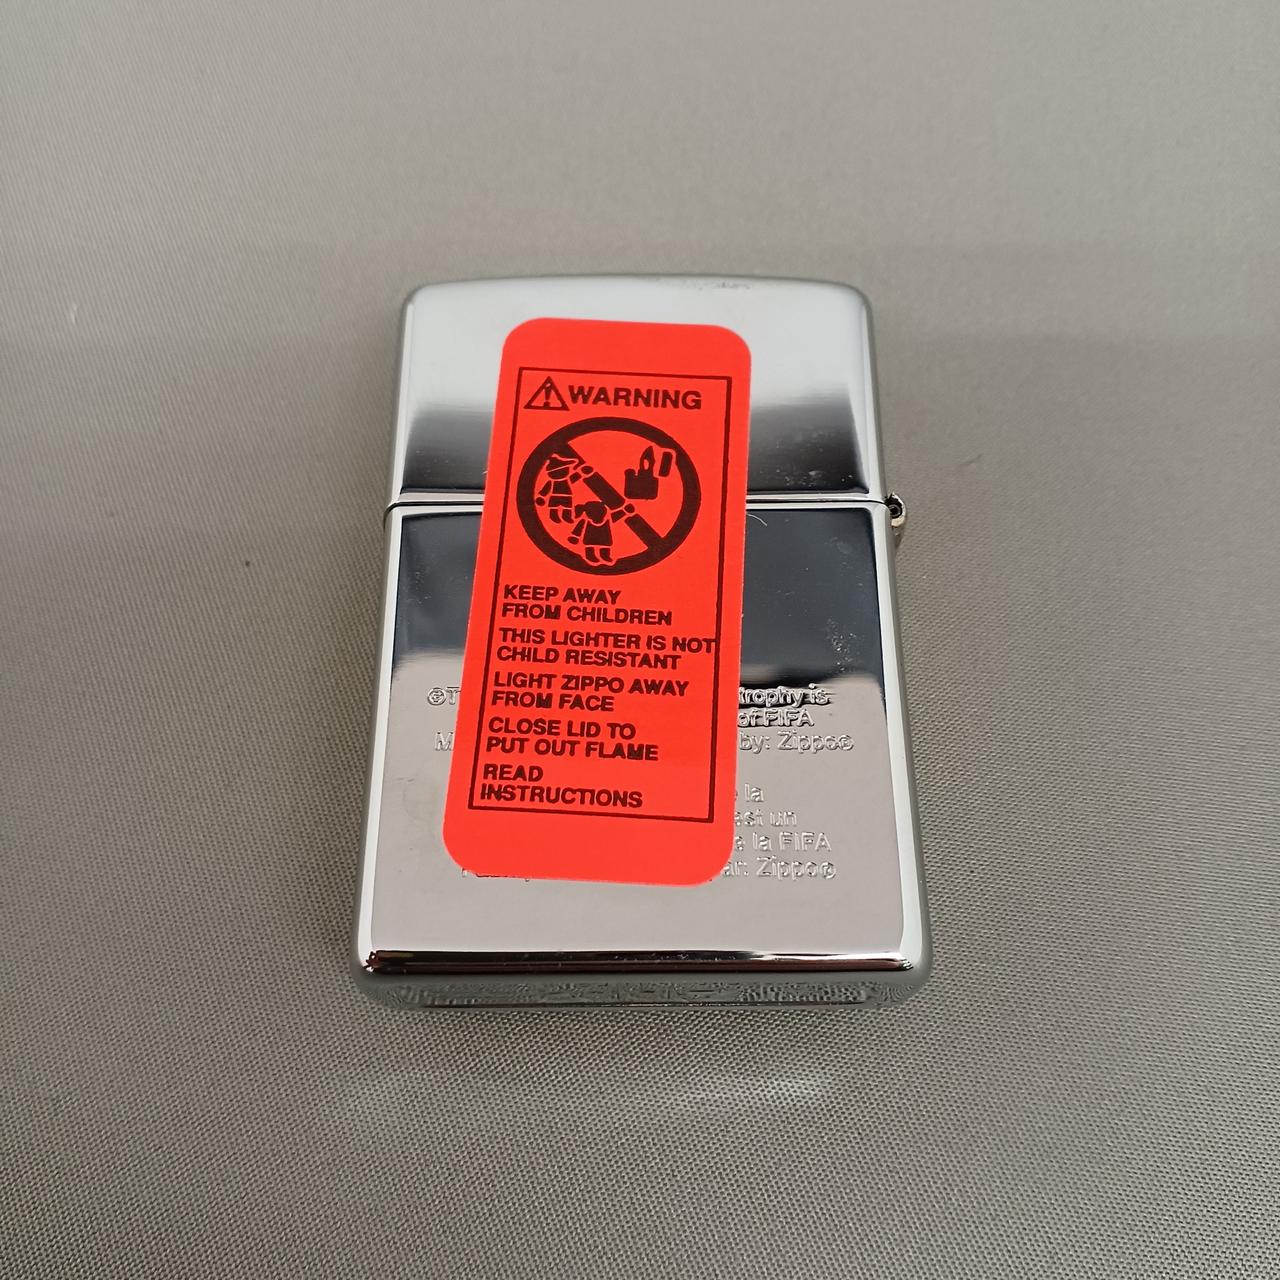 WARNING
KEEP AWAY
FROM CHILDREN
THIS LIGHTER IS NOT
CHILD RESISTANT
LIGHT ZIPPO AWAY
FROM FACE
CLOSE LID TO
PUT OUT FLAME
READ
INSTRUCTIONS
trophy is
of FIFA
by: Zippo®
la
est un
la FIFA
Zippo®